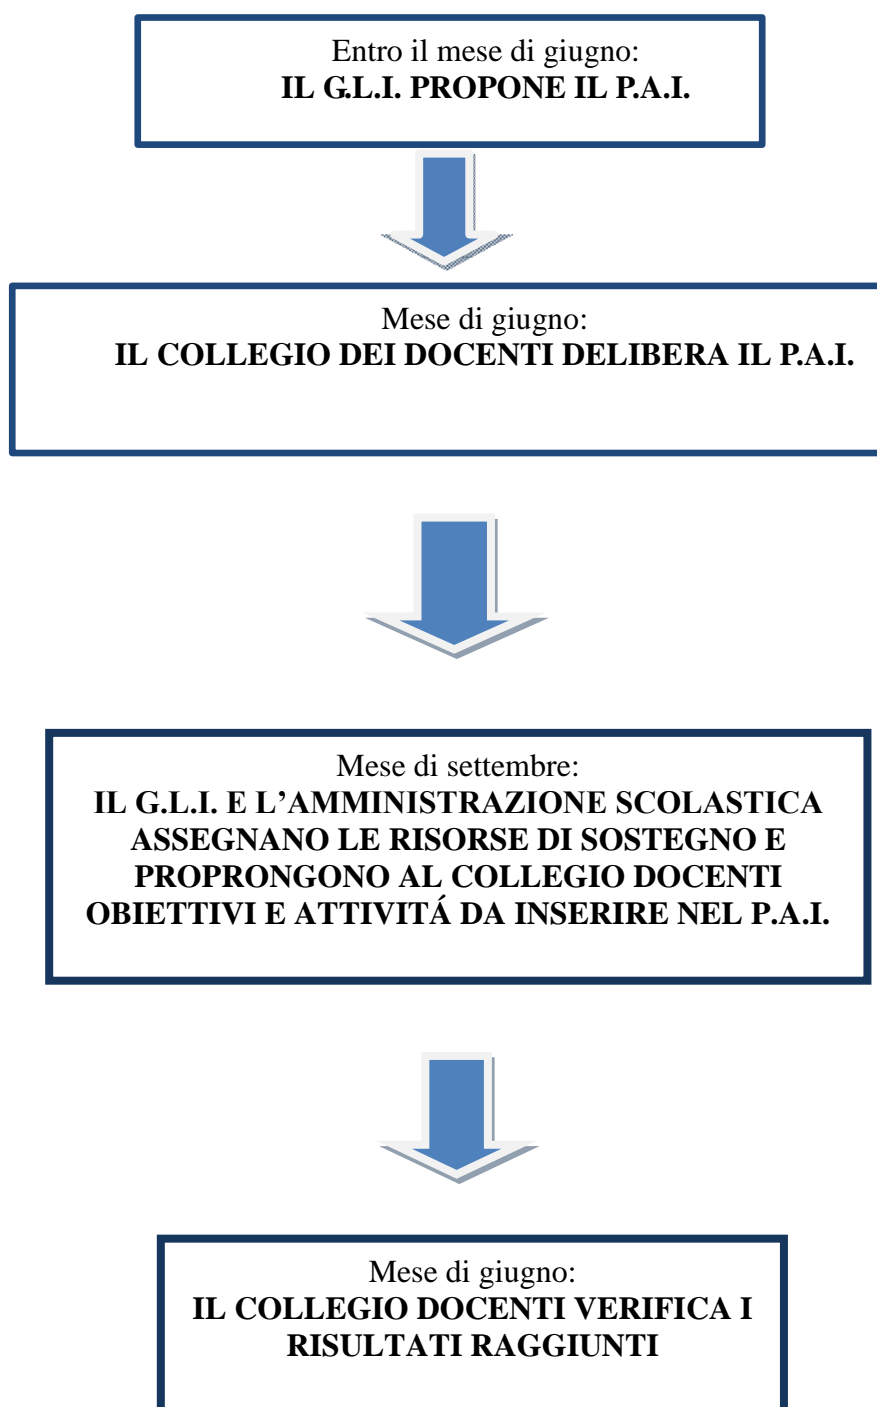 Entro il mese di giugno:
IL G.L.I. PROPONE IL P.A.I.
Mese di giugno:
IL COLLEGIO DEI DOCENTI DELIBERA IL P.A.I.
Mese di settembre:
IL G.L.I. E L’AMMINISTRAZIONE SCOLASTICA
ASSEGNANO LE RISORSE DI SOSTEGNO E
PROPRONGONO AL COLLEGIO DOCENTI
OBIETTIVI E ATTIVITÁ DA INSERIRE NEL P.A.I.
Mese di giugno:
IL COLLEGIO DOCENTI VERIFICA I
RISULTATI RAGGIUNTI